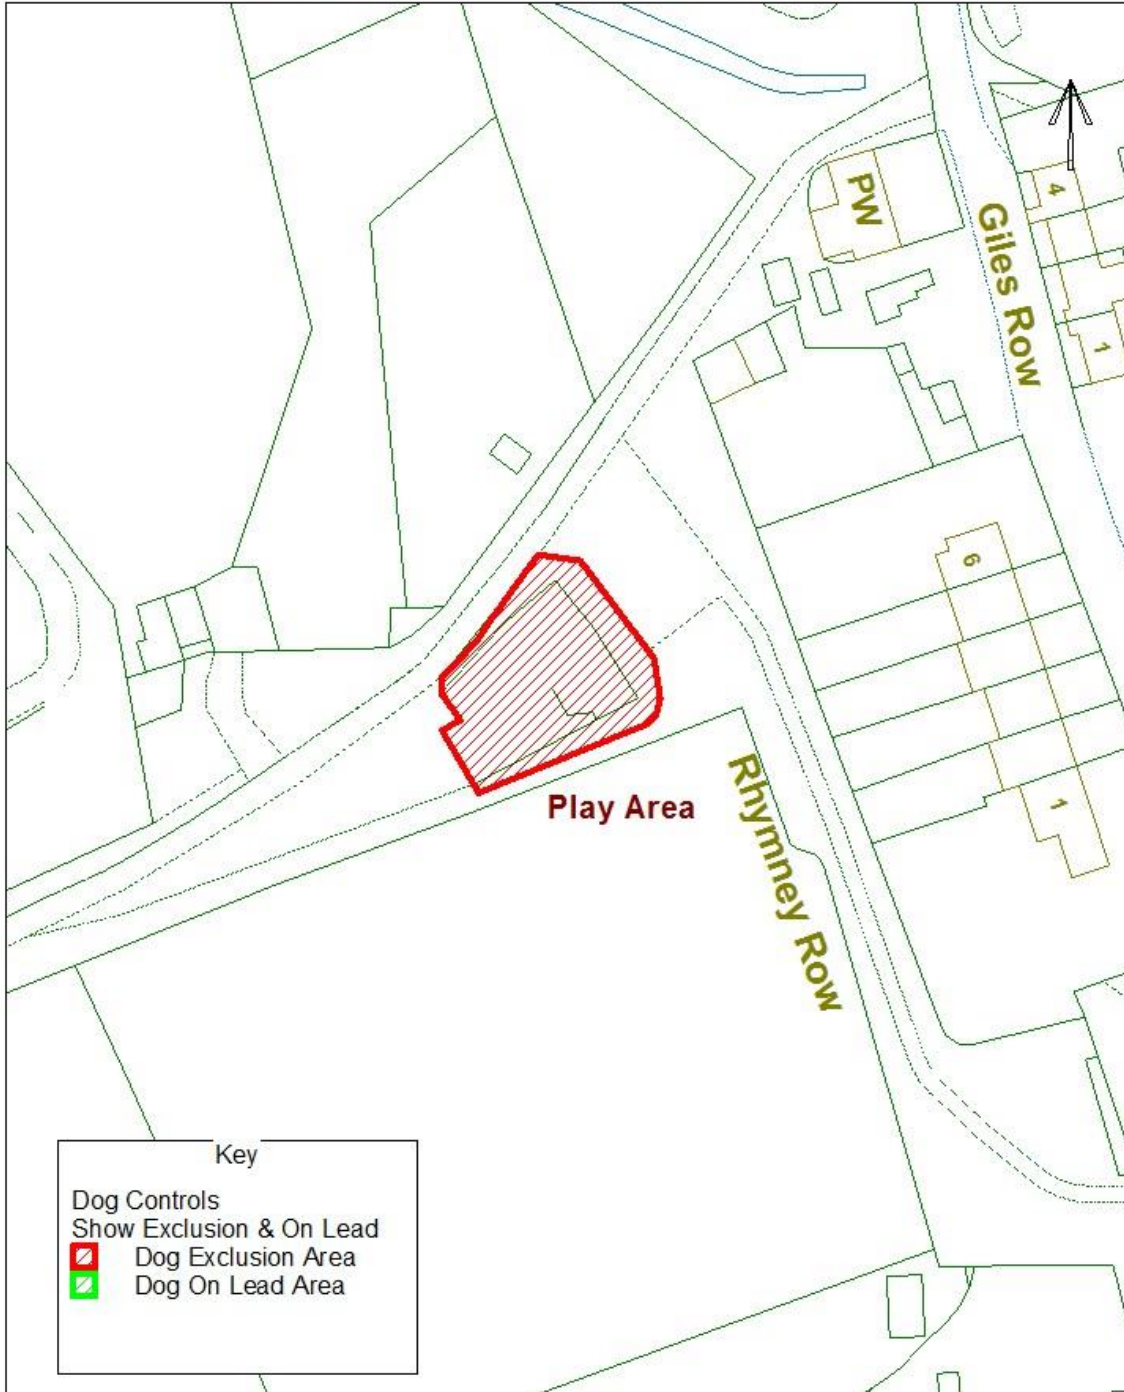 PW
4
Giles Row
1
6
1
Play Area
Rhymney Row
Key
Dog Controls
Show Exclusion & On Lead
Dog Exclusion Area
Dog On Lead Area